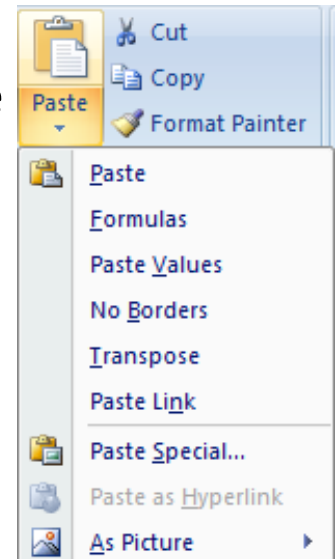 Cut
Copy
Paste
Format Painter
Paste
Formulas
Paste Values
No Borders
Transpose
Paste Link
Paste Special...
Paste as Hyperlink
As Picture